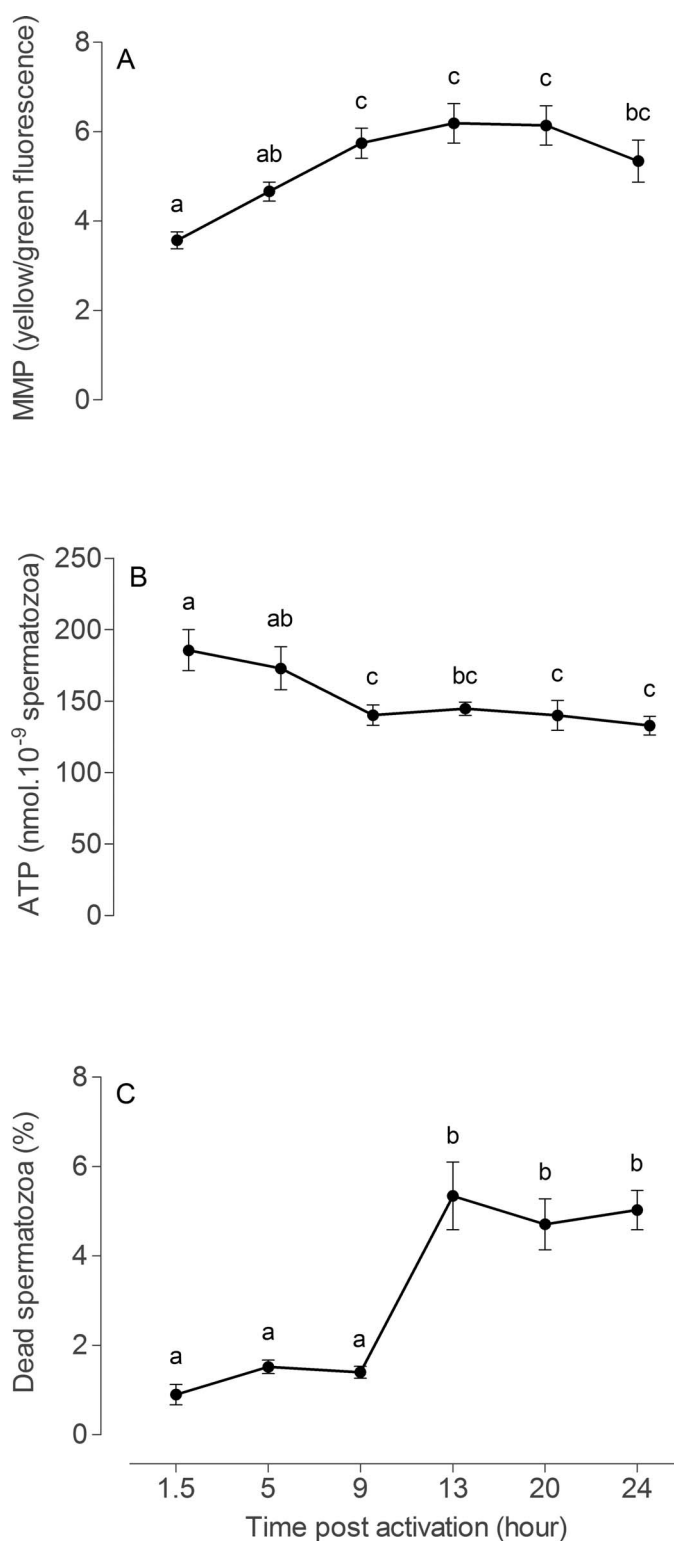 A
MMP (yellow/green fluorescence)
8
6
4
2
0
a
ab
c
c
c
bc
B
ATP (nmol.10⁻⁹ spermatozoa)
250
200
150
100
50
0
a
ab
c
bc
c
c
C
Dead spermatozoa (%)
8
6
4
2
0
a
a
a
b
b
b
1.5 5 9 13 20 24
Time post activation (hour)